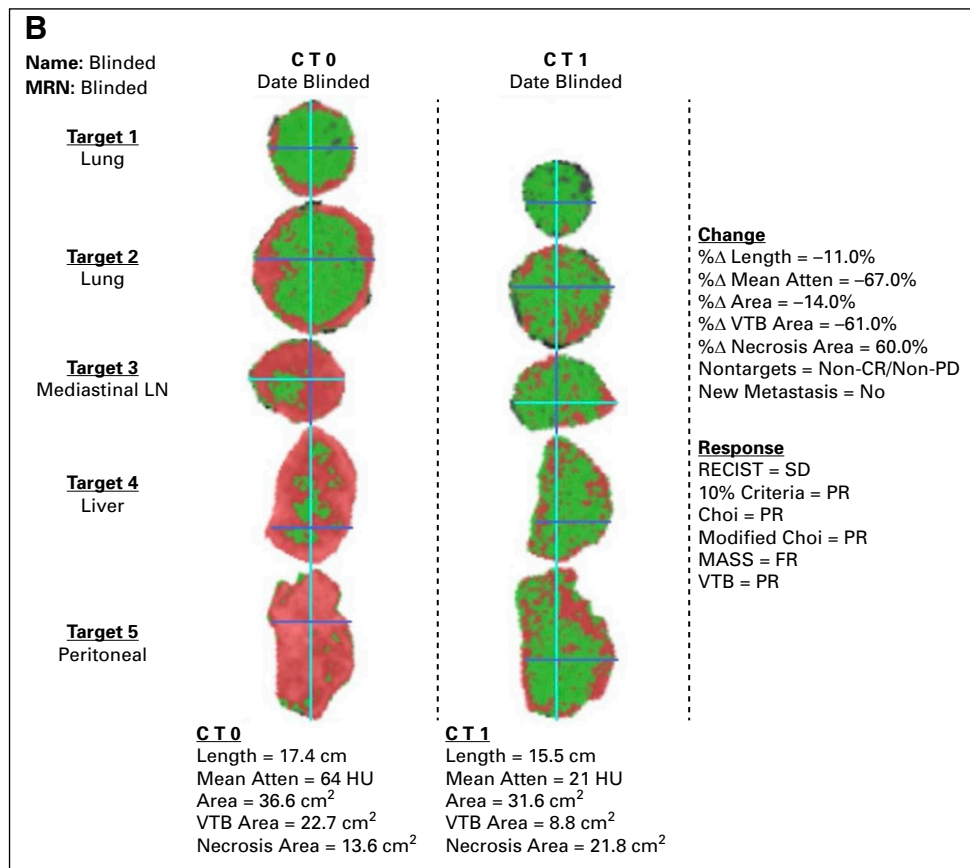 B
Name: Blinded
MRN: Blinded
C T 0
Date Blinded
C T 1
Date Blinded
Target 1
Lung
Target 2
Lung
Target 3
Mediastinal LN
Target 4
Liver
Target 5
Peritoneal
Change
%Δ Length = –11.0%
%Δ Mean Atten = –67.0%
%Δ Area = –14.0%
%Δ VTB Area = –61.0%
%Δ Necrosis Area = 60.0%
Nontargets = Non-CR/Non-PD
New Metastasis = No
Response
RECIST = SD
10% Criteria = PR
Choi = PR
Modified Choi = PR
MASS = FR
VTB = PR
C T 0
Length = 17.4 cm
Mean Atten = 64 HU
Area = 36.6 cm²
VTB Area = 22.7 cm²
Necrosis Area = 13.6 cm²
C T 1
Length = 15.5 cm
Mean Atten = 21 HU
Area = 31.6 cm²
VTB Area = 8.8 cm²
Necrosis Area = 21.8 cm²